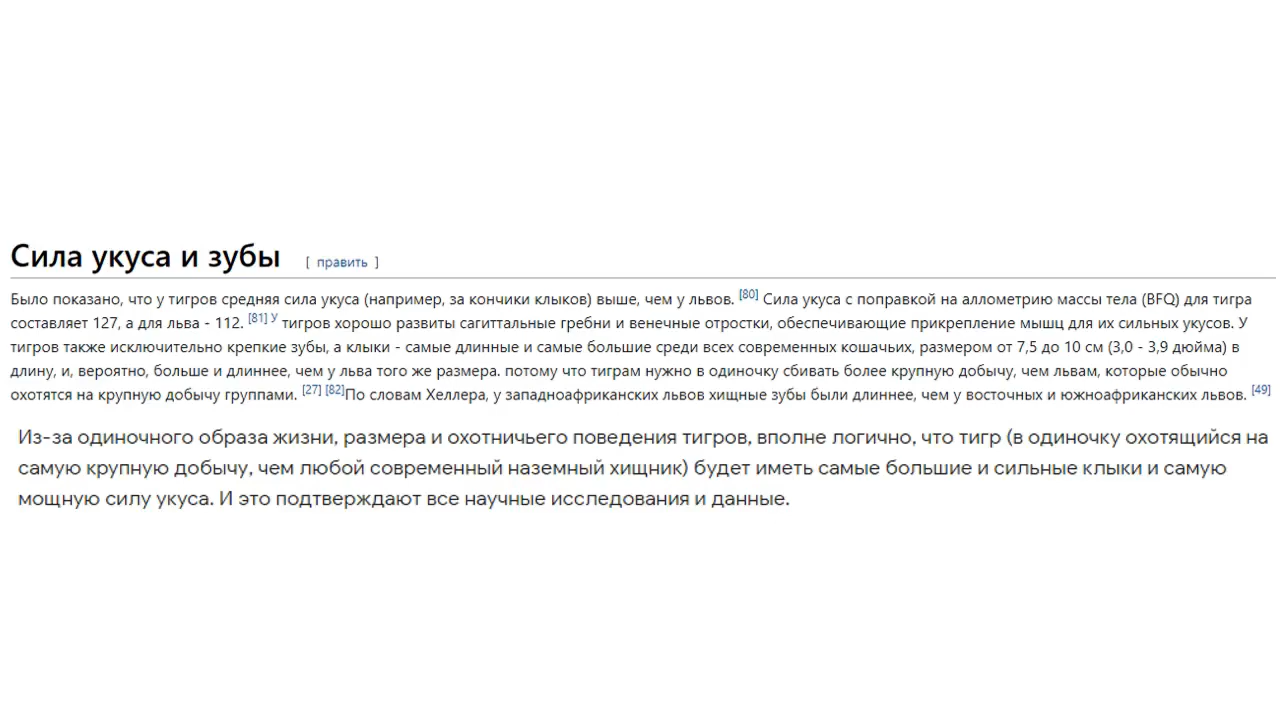 Сила укуса и зубы [ править ]
Было показано, что у тигров средняя сила укуса (например, за кончики клыков) выше, чем у львов. [80] Сила укуса с поправкой на аллометрию массы тела (BFQ) для тигра
составляет 127, а для льва - 112. [81] У тигров хорошо развиты сагиттальные гребни и венечные отростки, обеспечивающие прикрепление мышц для их сильных укусов. У
тигров также исключительно крепкие зубы, а клыки - самые длинные и самые большие среди всех современных кошачьих, размером от 7,5 до 10 см (3,0 - 3,9 дюйма) в
длину, и, вероятно, больше и длиннее, чем у льва того же размера. потому что тиграм нужно в одиночку сбивать более крупную добычу, чем львам, которые обычно
охотятся на крупную добычу группами. [27] [82]По словам Хеллера, у западноафриканских львов хищные зубы были длиннее, чем у восточных и южноафриканских львов. [49]
Из-за одиночного образа жизни, размера и охотничьего поведения тигров, вполне логично, что тигр (в одиночку охотящийся на
самую крупную добычу, чем любой современный наземный хищник) будет иметь самые большие и сильные клыки и самую
мощную силу укуса. И это подтверждают все научные исследования и данные.